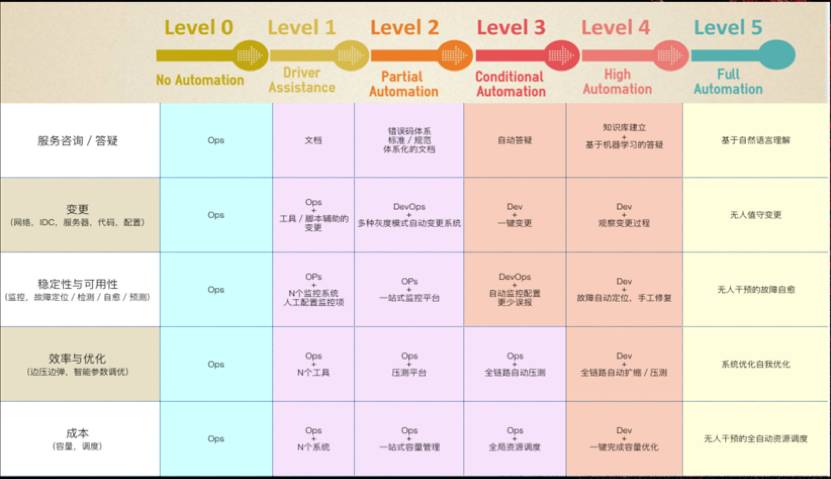 Level 0
Level 1
Level 2
Level 3
Level 4
Level 5
No Automation
Driver
Assistance
Partial
Automation
Conditional
Automation
High
Automation
Full
Automation
服务咨询 / 答疑
Ops
文档
错误码体系
标准 / 规范
体系化的文档
自动答疑
知识库建立
+
基于机器学习的答疑
基于自然语言理解
变更
(网络、IDC、服务器、代码、配置)
Ops
Ops
+
工具 / 脚本辅助的
变更
DevOps
+
多种灰度模式自动变更系统
Dev
+
一键变更
Dev
+
观察变更过程
无人值守变更
稳定性与可用性
(监控、故障定位 / 检测 / 自愈 / 预测)
Ops
OPs
+
N个监控系统
人工配置监控项
OPs
+
一站式监控平台
DevOps
+
自动监控配置
更少误报
Dev
+
故障自动定位、手工修复
无人干预的故障自愈
效率与优化
(边压边弹，智能参数调优)
Ops
Ops
+
N个工具
Ops
+
压测平台
Ops
+
全链路自动压测
Dev
+
全链路自动扩缩 / 压测
系统优化自我优化
成本
(容量、调度)
Ops
Ops
+
N个系统
Ops
+
一站式容量管理
Ops
+
全局资源调度
Dev
+
一键完成容量优化
无人干预的全自动资源调度